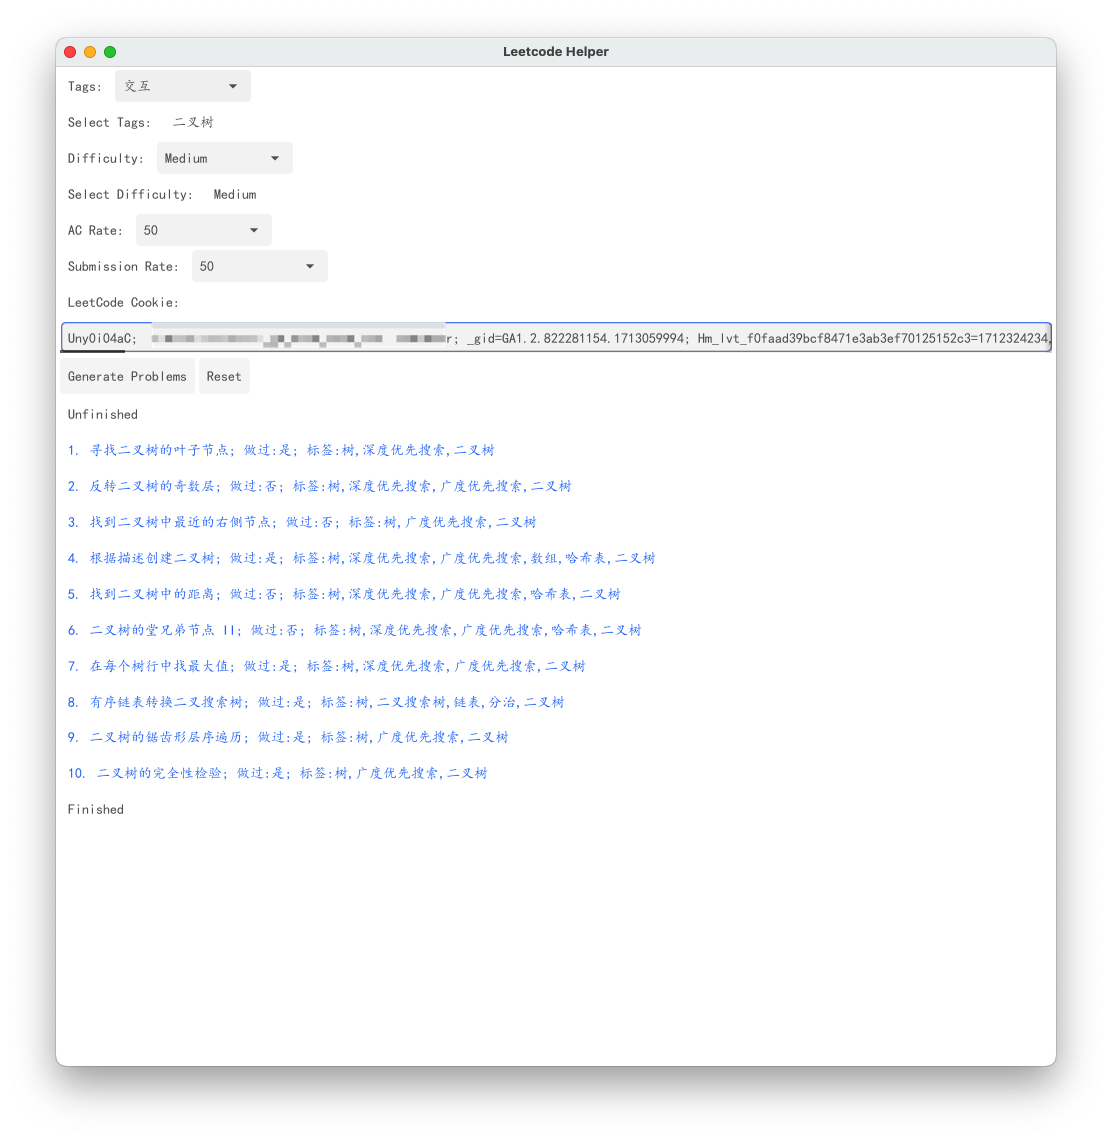 Leetcode Helper
Tags: 交互
Select Tags: 二叉树
Difficulty: Medium
Select Difficulty: Medium
AC Rate: 50
Submission Rate: 50
LeetCode Cookie:
Uny0i04aC; r; _gid=GA1.2.822281154.1713059994; Hm_lvt_f0faad39bcf8471e3ab3ef70125152c3=1712324234,
Generate Problems Reset
Unfinished
1. 寻找二叉树的叶子节点; 做过:是; 标签:树,深度优先搜索,二叉树
2. 反转二叉树的奇数层; 做过:否; 标签:树,深度优先搜索,广度优先搜索,二叉树
3. 找到二叉树中最近的右侧节点; 做过:否; 标签:树,广度优先搜索,二叉树
4. 根据描述创建二叉树; 做过:是; 标签:树,深度优先搜索,广度优先搜索,数组,哈希表,二叉树
5. 找到二叉树中的距离; 做过:否; 标签:树,深度优先搜索,广度优先搜索,哈希表,二叉树
6. 二叉树的堂兄弟节点 II; 做过:否; 标签:树,深度优先搜索,广度优先搜索,哈希表,二叉树
7. 在每个树行中找最大值; 做过:是; 标签:树,深度优先搜索,广度优先搜索,二叉树
8. 有序链表转换二叉搜索树; 做过:是; 标签:树,二叉搜索树,链表,分治,二叉树
9. 二叉树的锯齿形层序遍历; 做过:是; 标签:树,广度优先搜索,二叉树
10. 二叉树的完全性检验; 做过:是; 标签:树,广度优先搜索,二叉树
Finished